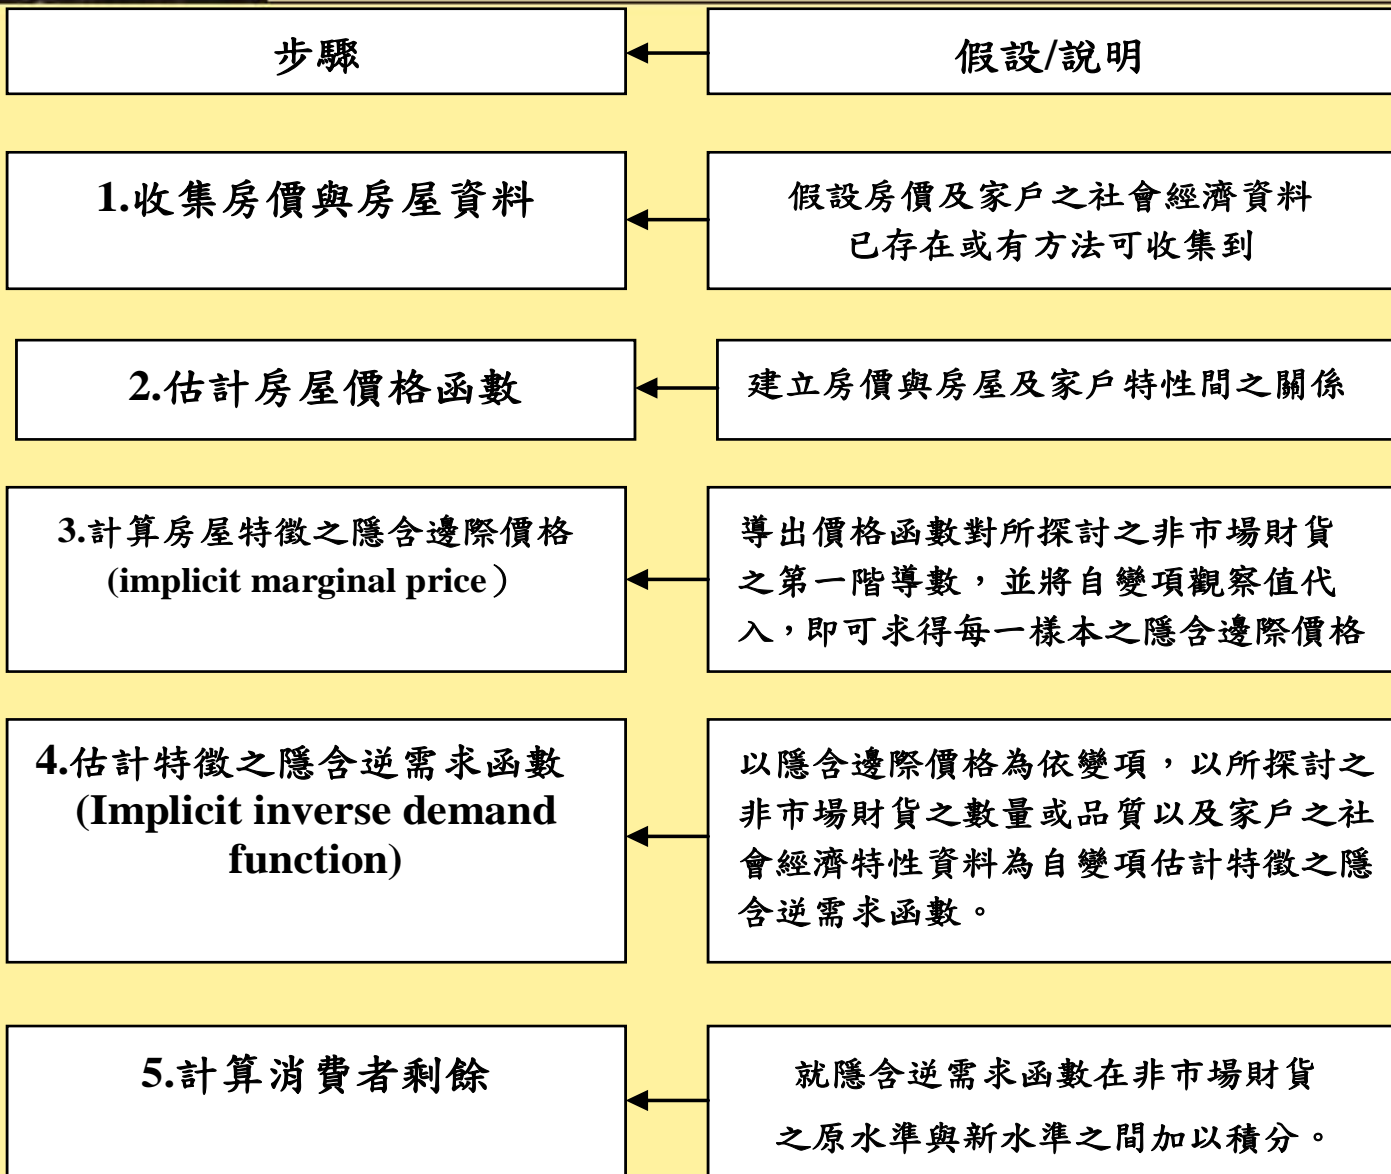 步驟
假設/說明
1.收集房價與房屋資料
假設房價及家戶之社會經濟資料
已存在或有方法可收集到
2.估計房屋價格函數
建立房價與房屋及家戶特性間之關係
3.計算房屋特徵之隱含邊際價格
(implicit marginal price）
導出價格函數對所探討之非市場財貨
之第一階導數，並將自變項觀察值代
入，即可求得每一樣本之隱含邊際價格
4.估計特徵之隱含逆需求函數
(Implicit inverse demand
function)
以隱含邊際價格為依變項，以所探討之
非市場財貨之數量或品質以及家戶之社
會經濟特性資料為自變項估計特徵之隱
含逆需求函數。
5.計算消費者剩餘
就隱含逆需求函數在非市場財貨
之原水準與新水準之間加以積分。